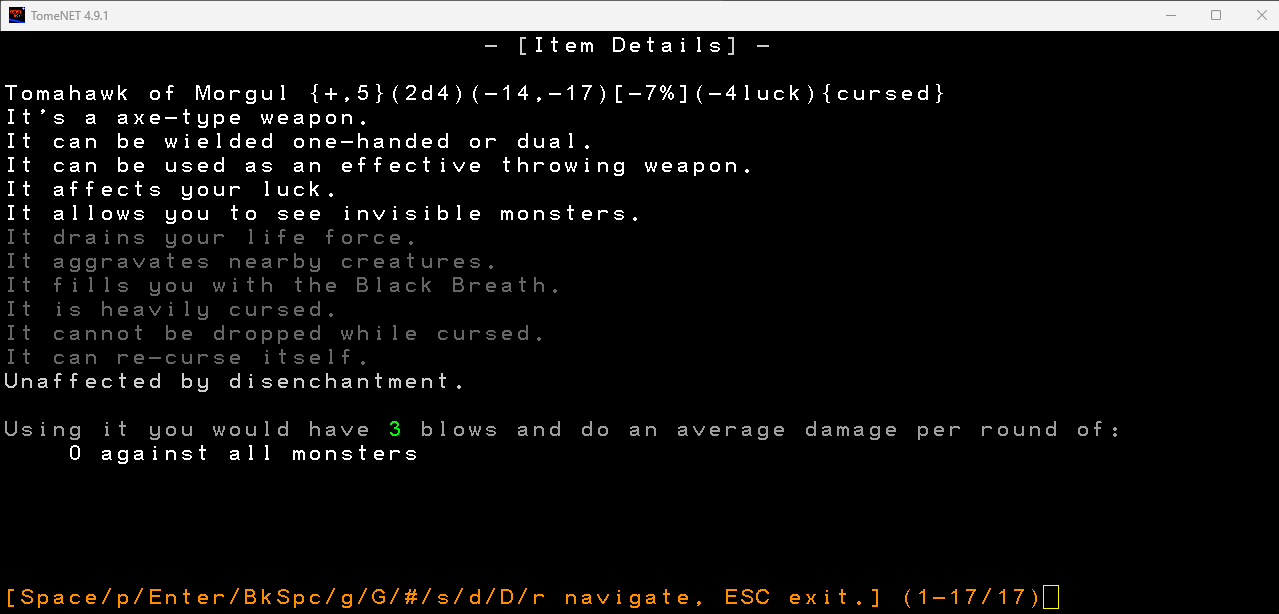 TomeNET 4.9.1
- [Item Details] -
Tomahawk of Morgul {+,5}(2d4)(-14,-17)[-7%](-4luck){cursed}
It's a axe-type weapon.
It can be wielded one-handed or dual.
It can be used as an effective throwing weapon.
It affects your luck.
It allows you to see invisible monsters.
It drains your life force.
It aggravates nearby creatures.
It fills you with the Black Breath.
It is heavily cursed.
It cannot be dropped while cursed.
It can re-curse itself.
Unaffected by disenchantment.
Using it you would have 3 blows and do an average damage per round of:
0 against all monsters
[Space/p/Enter/BkSpc/g/G/#/s/d/D/r navigate, ESC exit.] (1-17/17)